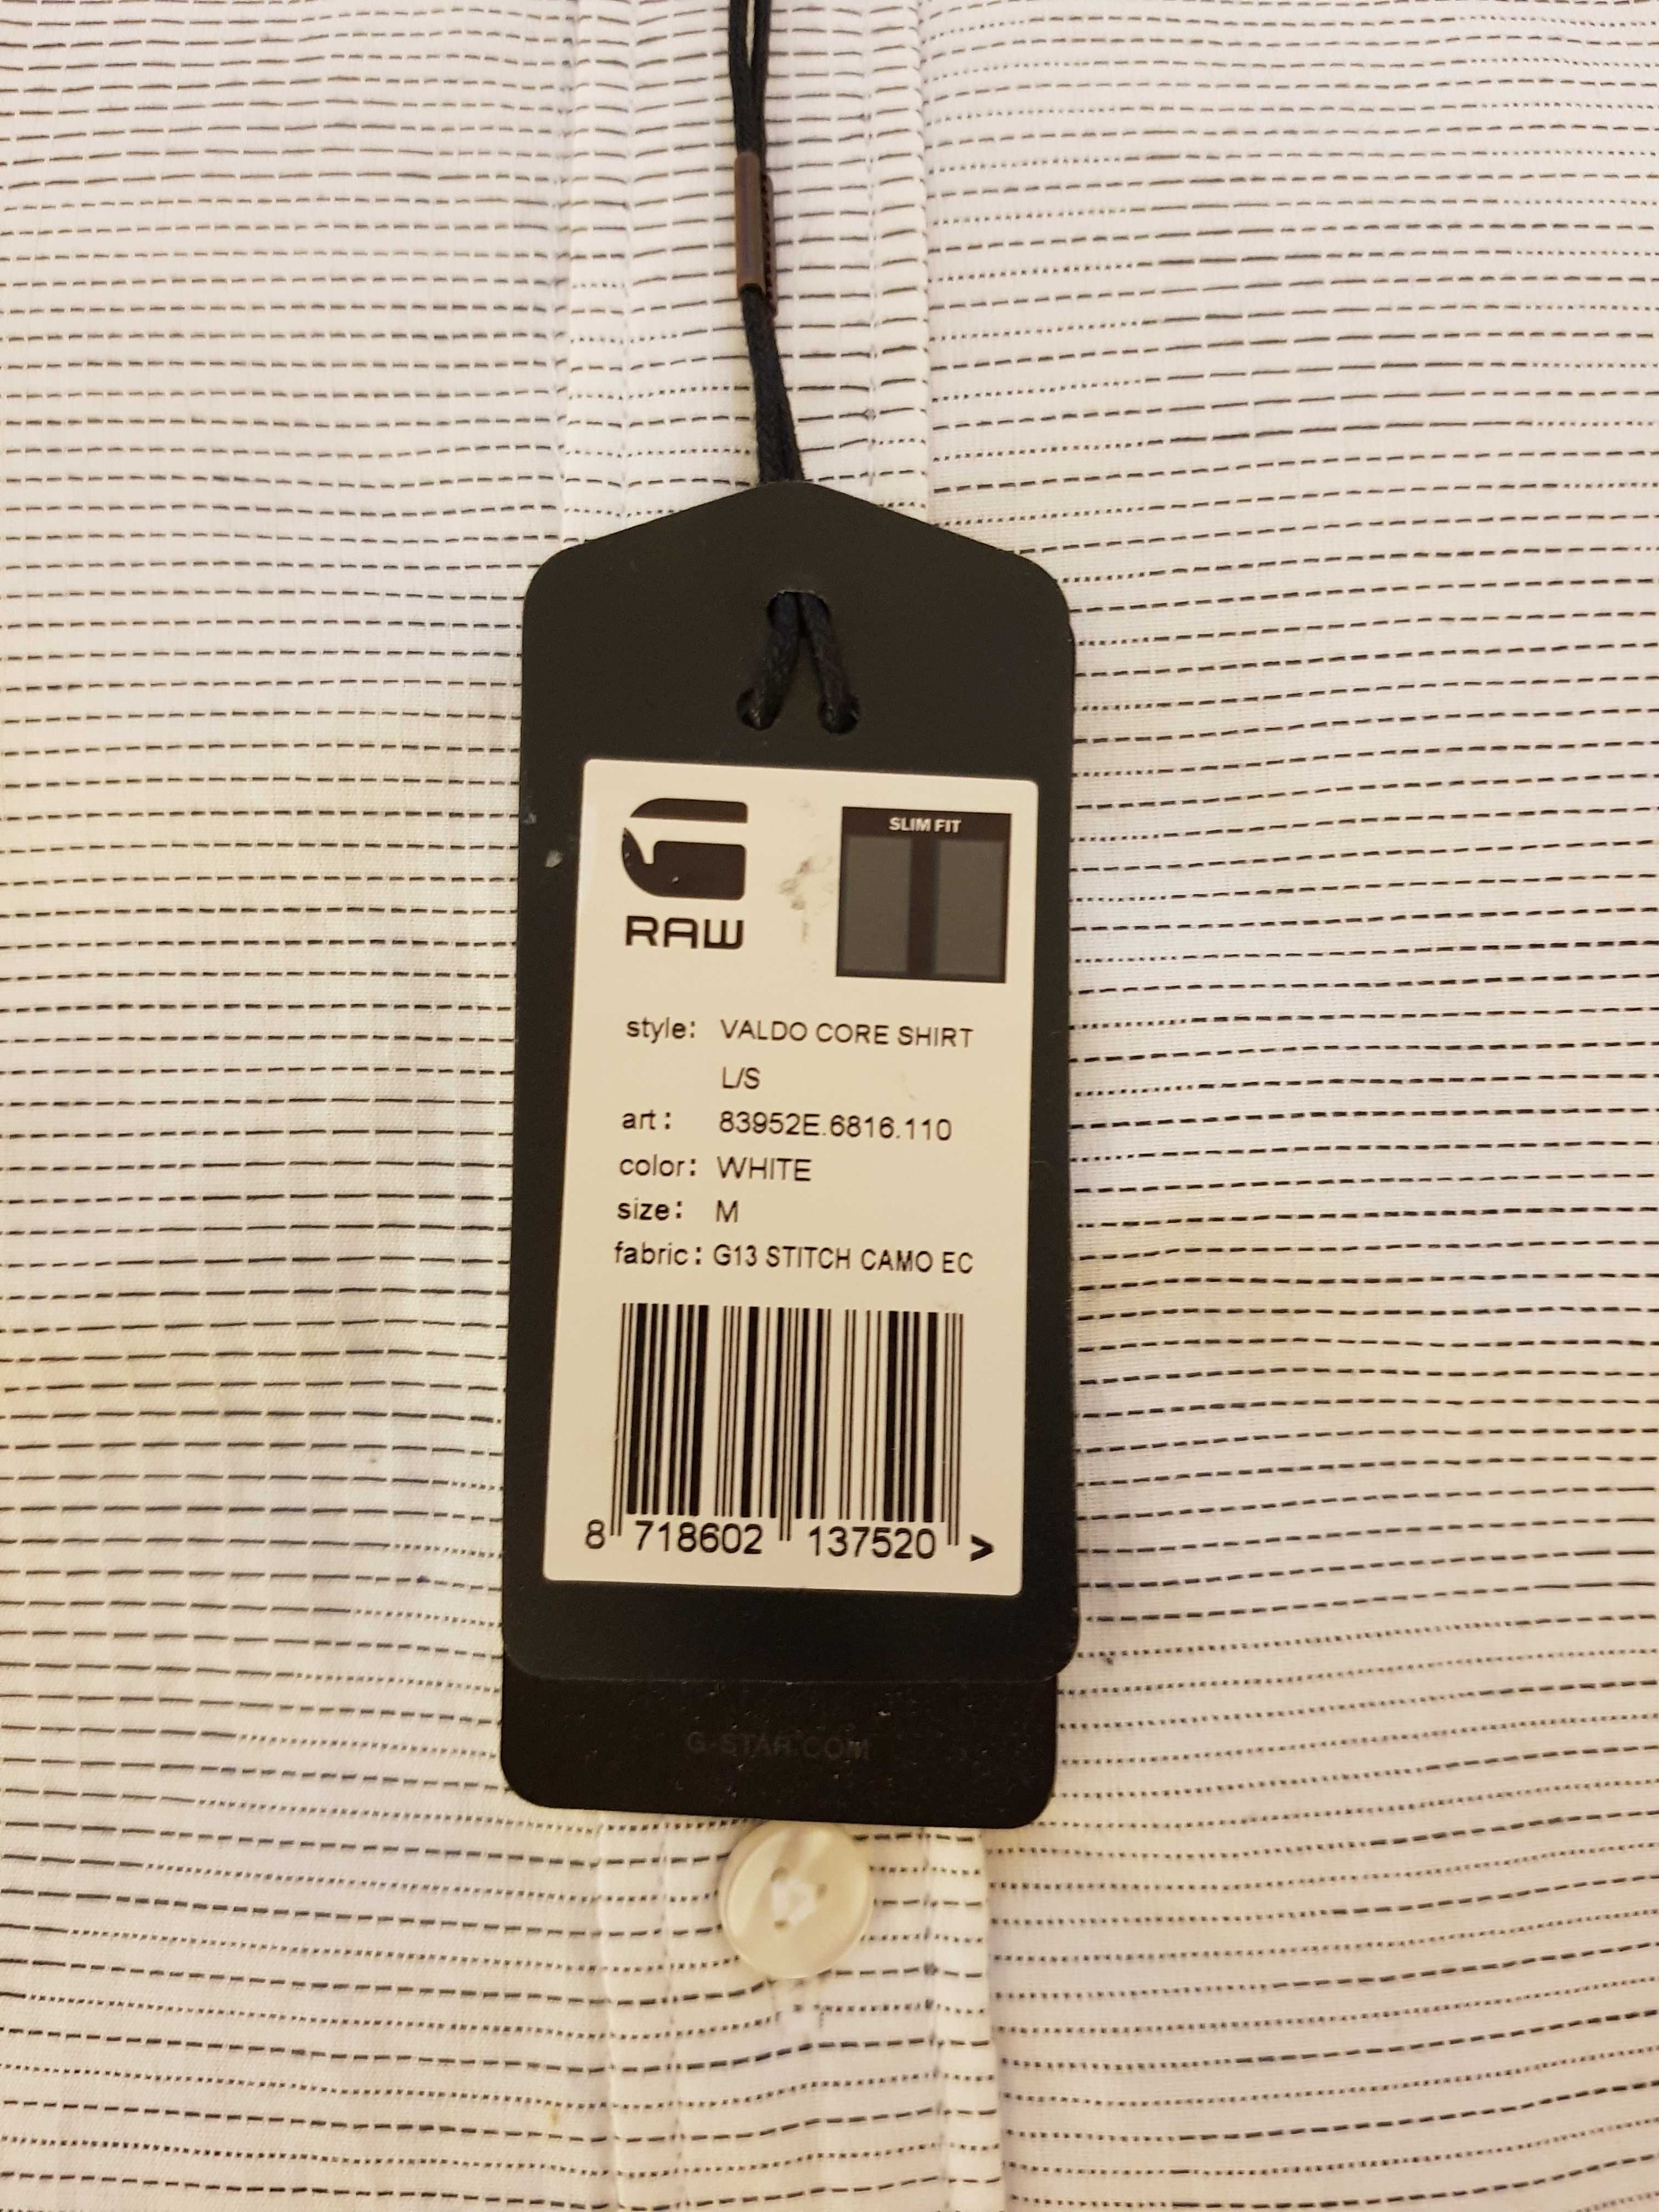 SLIM FIT
RAW
style: VALDO CORE SHIRT
L/S
art: 83952E.6816.110
color: WHITE
size: M
fabric: G13 STITCH CAMO EC
8 718602 137520 >
G-STAR.COM